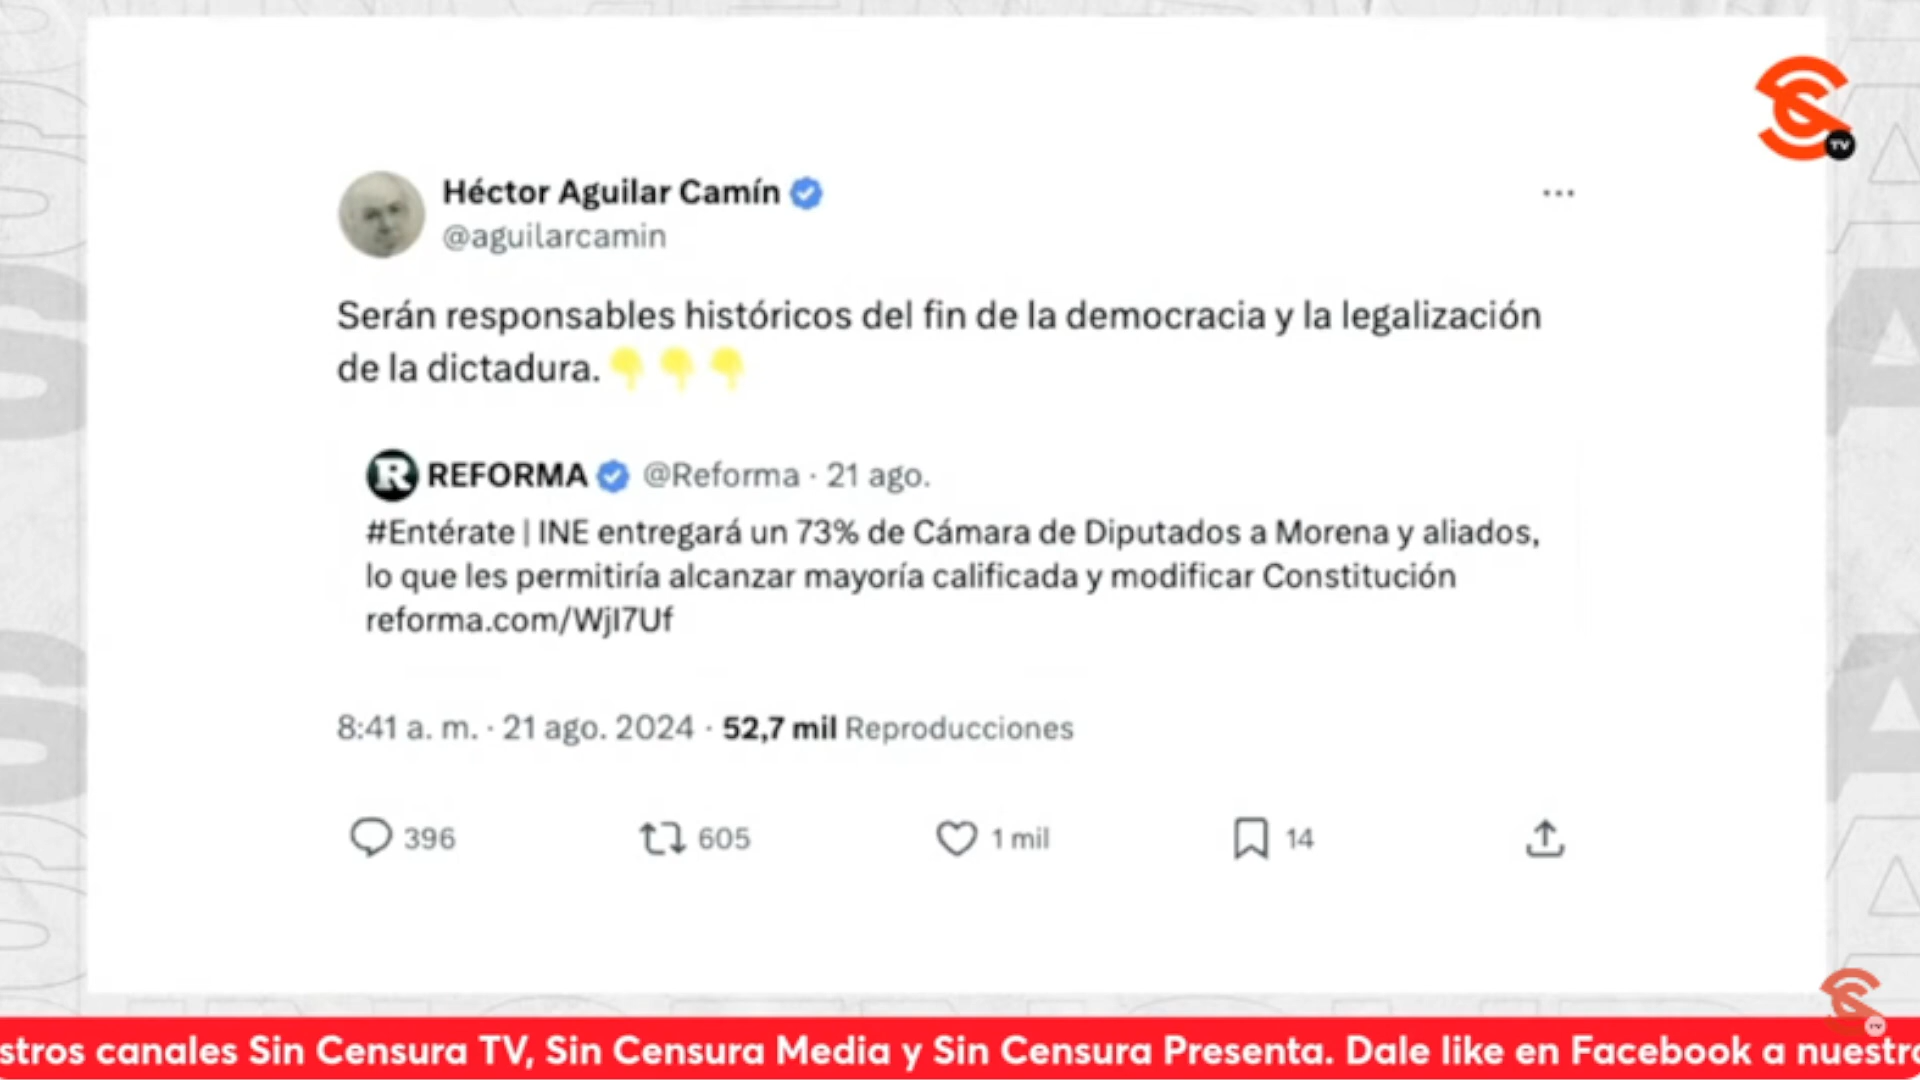 TV
Héctor Aguilar Camín
@aguilarcamin
Serán responsables históricos del fin de la democracia y la legalización
de la dictadura.
R REFORMA @Reforma · 21 ago.
#Entérate | INE entregará un 73% de Cámara de Diputados a Morena y aliados,
lo que les permitiría alcanzar mayoría calificada y modificar Constitución
reforma.com/WjI7Uf
8:41 a. m. · 21 ago. 2024 · 52,7 mil Reproducciones
396 605 1 mil 14
TV
stros canales Sin Censura TV, Sin Censura Media y Sin Censura Presenta. Dale like en Facebook a nuestro